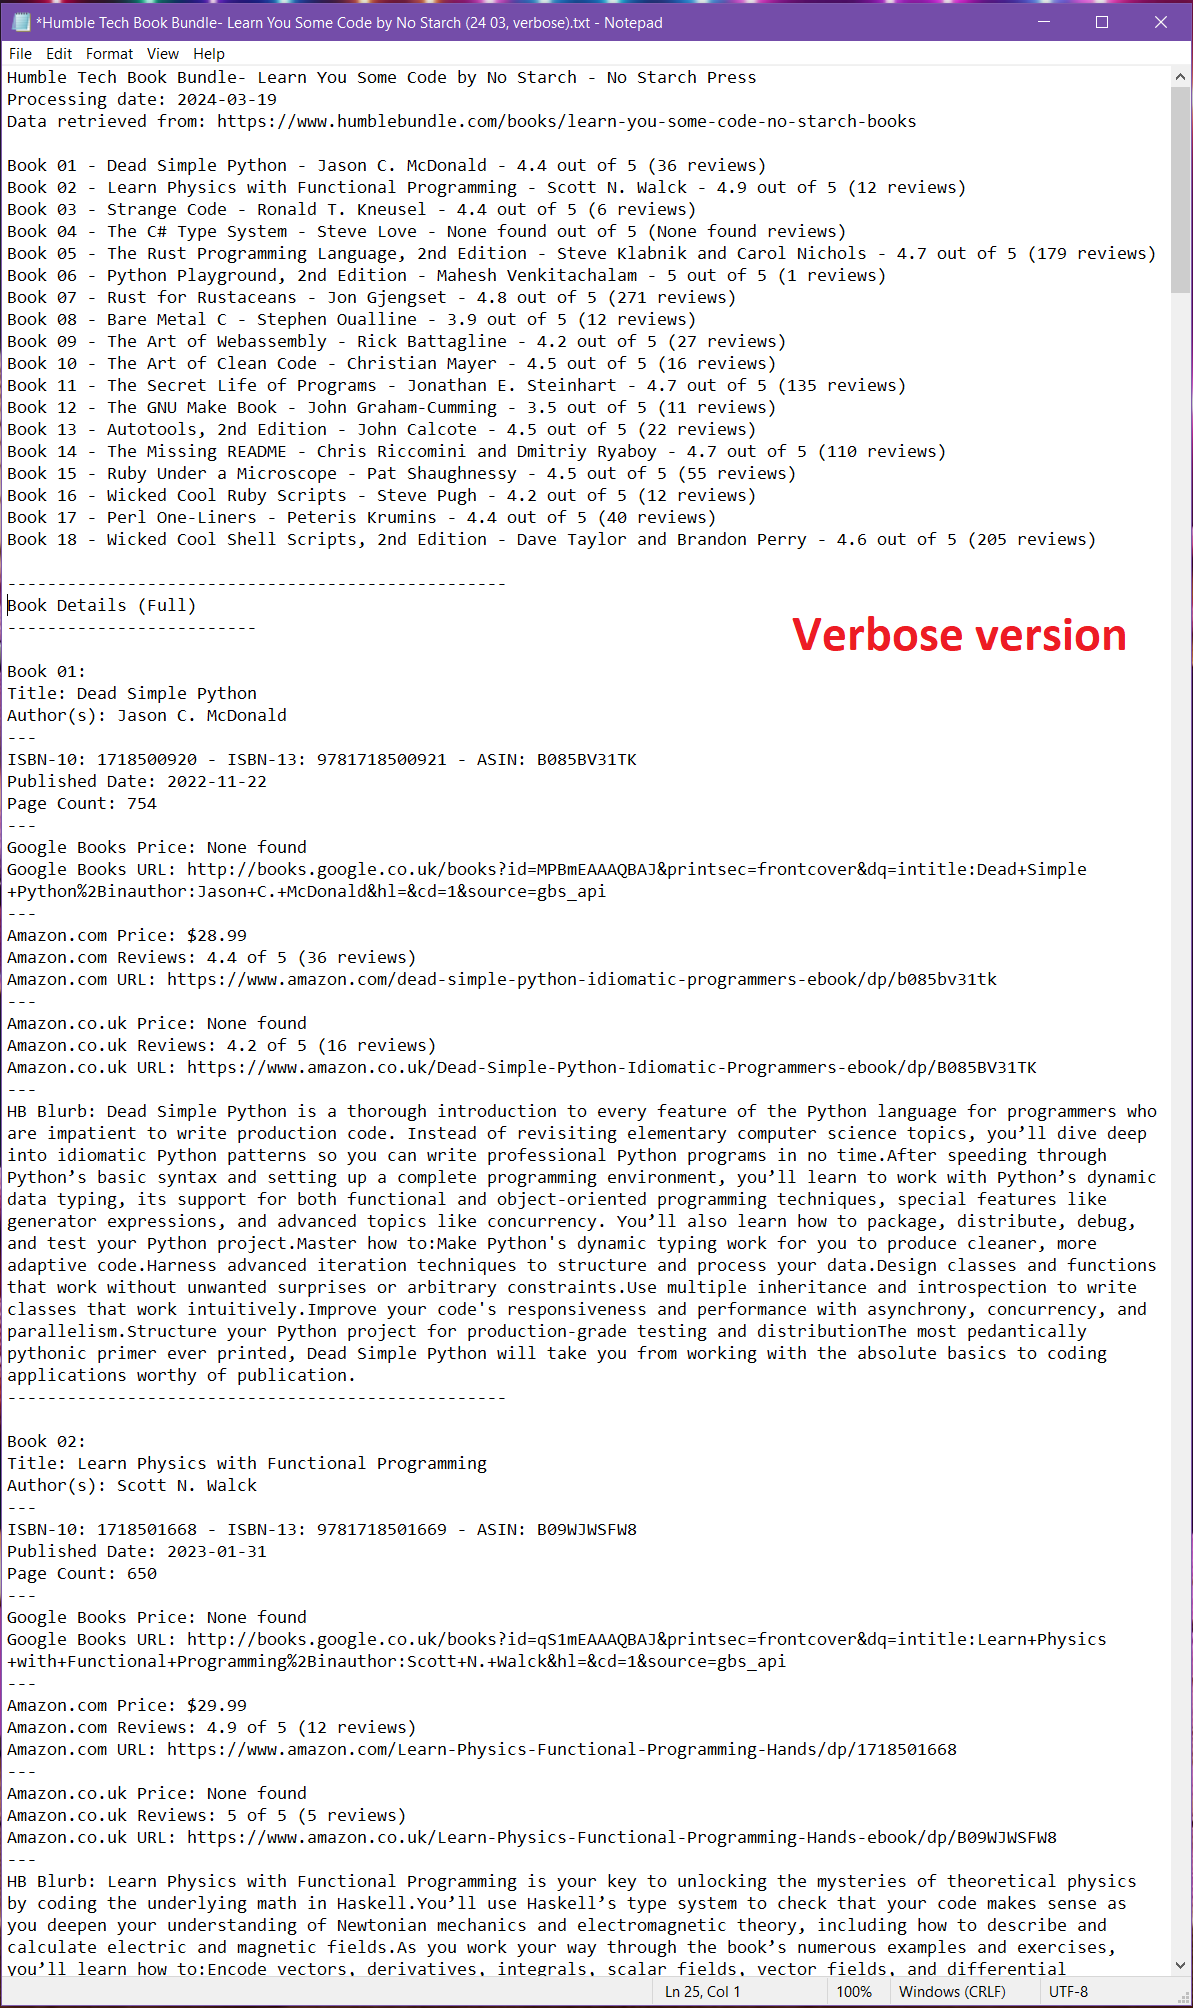 *Humble Tech Book Bundle- Learn You Some Code by No Starch (24 03, verbose).txt - Notepad
File Edit Format View Help
Humble Tech Book Bundle- Learn You Some Code by No Starch - No Starch Press
Processing date: 2024-03-19
Data retrieved from: https://www.humblebundle.com/books/learn-you-some-code-no-starch-books
Book 01 - Dead Simple Python - Jason C. McDonald - 4.4 out of 5 (36 reviews)
Book 02 - Learn Physics with Functional Programming - Scott N. Walck - 4.9 out of 5 (12 reviews)
Book 03 - Strange Code - Ronald T. Kneusel - 4.4 out of 5 (6 reviews)
Book 04 - The C# Type System - Steve Love - None found out of 5 (None found reviews)
Book 05 - The Rust Programming Language, 2nd Edition - Steve Klabnik and Carol Nichols - 4.7 out of 5 (179 reviews)
Book 06 - Python Playground, 2nd Edition - Mahesh Venkitachalam - 5 out of 5 (1 reviews)
Book 07 - Rust for Rustaceans - Jon Gjengset - 4.8 out of 5 (271 reviews)
Book 08 - Bare Metal C - Stephen Oualline - 3.9 out of 5 (12 reviews)
Book 09 - The Art of Webassembly - Rick Battagline - 4.2 out of 5 (27 reviews)
Book 10 - The Art of Clean Code - Christian Mayer - 4.5 out of 5 (16 reviews)
Book 11 - The Secret Life of Programs - Jonathan E. Steinhart - 4.7 out of 5 (135 reviews)
Book 12 - The GNU Make Book - John Graham-Cumming - 3.5 out of 5 (11 reviews)
Book 13 - Autotools, 2nd Edition - John Calcote - 4.5 out of 5 (22 reviews)
Book 14 - The Missing README - Chris Riccomini and Dmitriy Ryaboy - 4.7 out of 5 (110 reviews)
Book 15 - Ruby Under a Microscope - Pat Shaughnessy - 4.5 out of 5 (55 reviews)
Book 16 - Wicked Cool Ruby Scripts - Steve Pugh - 4.2 out of 5 (12 reviews)
Book 17 - Perl One-Liners - Peteris Krumins - 4.4 out of 5 (40 reviews)
Book 18 - Wicked Cool Shell Scripts, 2nd Edition - Dave Taylor and Brandon Perry - 4.6 out of 5 (205 reviews)
--------------------------------------------------
Book Details (Full)
-------------------------
Verbose version
Book 01:
Title: Dead Simple Python
Author(s): Jason C. McDonald
---
ISBN-10: 1718500920 - ISBN-13: 9781718500921 - ASIN: B085BV31TK
Published Date: 2022-11-22
Page Count: 754
---
Google Books Price: None found
Google Books URL: http://books.google.co.uk/books?id=MPBmEAAAQBAJ&printsec=frontcover&dq=intitle:Dead+Simple
+Python%2Binauthor:Jason+C.+McDonald&hl=&cd=1&source=gbs_api
---
Amazon.com Price: $28.99
Amazon.com Reviews: 4.4 of 5 (36 reviews)
Amazon.com URL: https://www.amazon.com/dead-simple-python-idiomatic-programmers-ebook/dp/b085bv31tk
---
Amazon.co.uk Price: None found
Amazon.co.uk Reviews: 4.2 of 5 (16 reviews)
Amazon.co.uk URL: https://www.amazon.co.uk/Dead-Simple-Python-Idiomatic-Programmers-ebook/dp/B085BV31TK
---
HB Blurb: Dead Simple Python is a thorough introduction to every feature of the Python language for programmers who
are impatient to write production code. Instead of revisiting elementary computer science topics, you’ll dive deep
into idiomatic Python patterns so you can write professional Python programs in no time.After speeding through
Python’s basic syntax and setting up a complete programming environment, you’ll learn to work with Python’s dynamic
data typing, its support for both functional and object-oriented programming techniques, special features like
generator expressions, and advanced topics like concurrency. You’ll also learn how to package, distribute, debug,
and test your Python project.Master how to:Make Python's dynamic typing work for you to produce cleaner, more
adaptive code.Harness advanced iteration techniques to structure and process your data.Design classes and functions
that work without unwanted surprises or arbitrary constraints.Use multiple inheritance and introspection to write
classes that work intuitively.Improve your code's responsiveness and performance with asynchrony, concurrency, and
parallelism.Structure your Python project for production-grade testing and distributionThe most pedantically
pythonic primer ever printed, Dead Simple Python will take you from working with the absolute basics to coding
applications worthy of publication.
--------------------------------------------------
Book 02:
Title: Learn Physics with Functional Programming
Author(s): Scott N. Walck
---
ISBN-10: 1718501668 - ISBN-13: 9781718501669 - ASIN: B09WJWSFW8
Published Date: 2023-01-31
Page Count: 650
---
Google Books Price: None found
Google Books URL: http://books.google.co.uk/books?id=qS1mEAAAQBAJ&printsec=frontcover&dq=intitle:Learn+Physics
+with+Functional+Programming%2Binauthor:Scott+N.+Walck&hl=&cd=1&source=gbs_api
---
Amazon.com Price: $29.99
Amazon.com Reviews: 4.9 of 5 (12 reviews)
Amazon.com URL: https://www.amazon.com/Learn-Physics-Functional-Programming-Hands/dp/1718501668
---
Amazon.co.uk Price: None found
Amazon.co.uk Reviews: 5 of 5 (5 reviews)
Amazon.co.uk URL: https://www.amazon.co.uk/Learn-Physics-Functional-Programming-Hands-ebook/dp/B09WJWSFW8
---
HB Blurb: Learn Physics with Functional Programming is your key to unlocking the mysteries of theoretical physics
by coding the underlying math in Haskell.You’ll use Haskell’s type system to check that your code makes sense as
you deepen your understanding of Newtonian mechanics and electromagnetic theory, including how to describe and
calculate electric and magnetic fields.As you work your way through the book’s numerous examples and exercises,
you’ll learn how to:Encode vectors, derivatives, integrals, scalar fields, vector fields, and differential
Ln 25, Col 1 100% Windows (CRLF) UTF-8